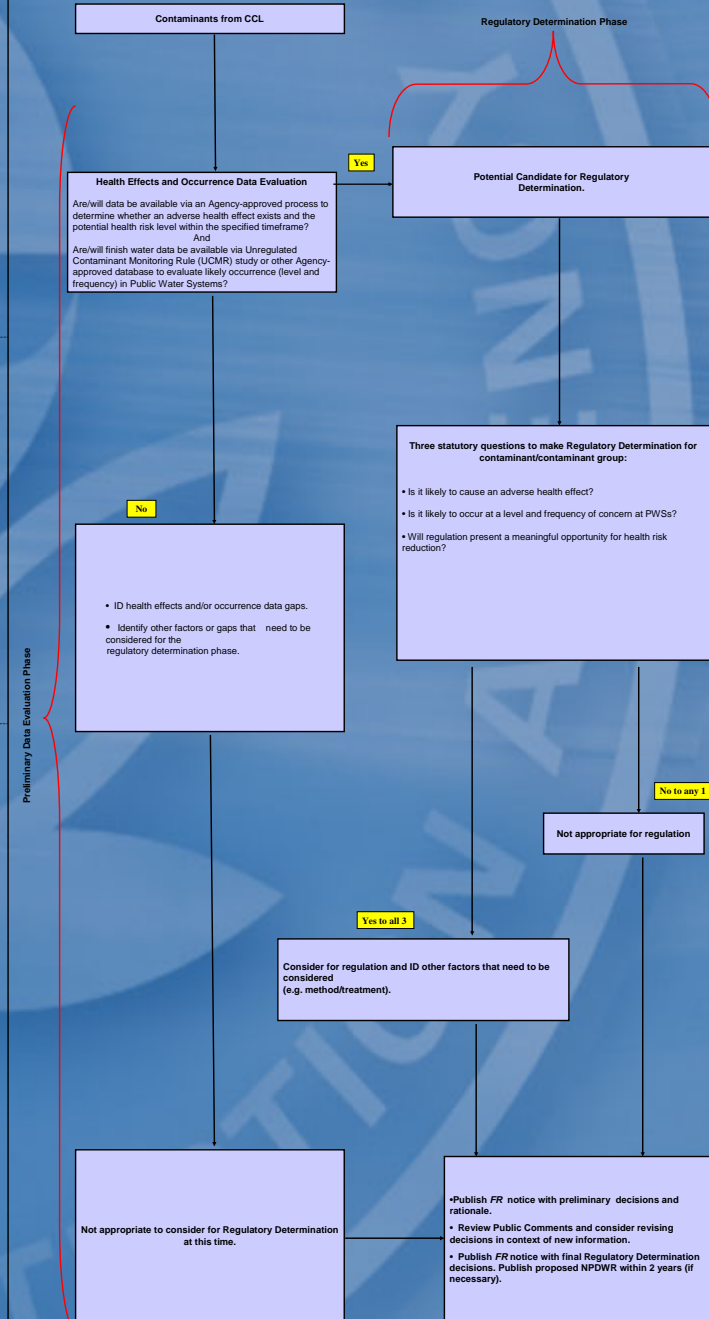 Contaminants from CCL
Regulatory Determination Phase
Yes
Health Effects and Occurrence Data Evaluation
Are/will data be available via an Agency-approved process to
determine whether an adverse health effect exists and the
potential health risk level within the specified timeframe?
And
Are/will finish water data be available via Unregulated
Contaminant Monitoring Rule (UCMR) study or other Agency-
approved database to evaluate likely occurrence (level and
frequency) in Public Water Systems?
Potential Candidate for Regulatory
Determination.
Three statutory questions to make Regulatory Determination for
contaminant/contaminant group:
• Is it likely to cause an adverse health effect?
• Is it likely to occur at a level and frequency of concern at PWSs?
• Will regulation present a meaningful opportunity for health risk
reduction?
No
• ID health effects and/or occurrence data gaps.
• Identify other factors or gaps that need to be
considered for the
regulatory determination phase.
Preliminary Data Evaluation Phase
No to any 1
Not appropriate for regulation
Yes to all 3
Consider for regulation and ID other factors that need to be
considered
(e.g. method/treatment).
Not appropriate to consider for Regulatory Determination
at this time.
•Publish FR notice with preliminary decisions and
rationale.
• Review Public Comments and consider revising
decisions in context of new information.
• Publish FR notice with final Regulatory Determination
decisions. Publish proposed NPDWR within 2 years (if
necessary).